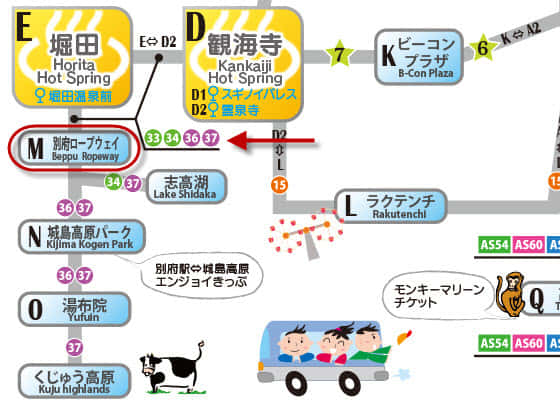 E 堀田
Horita
Hot Spring
堀田温泉前
E⇔D2
D 観海寺
Kankaiji
Hot Spring
D1 スギノイパレス
D2 霊泉寺
7
K ビーコン
プラザ
B-Con Plaza
6
K⇔A2
M 別府ロープウェイ
Beppu Ropeway
33 34 36 37
D2⇔L
15
34 37
志高湖
Lake Shidaka
L ラクテンチ
Rakutenchi
15
36 37
N 城島高原パーク
Kijima Kogen Park
別府駅⇔城島高原
エンジョイきっぷ
AS54 AS60
36 37
O 湯布院
Yufuin
モンキーマリーン
チケット
Q
AS54 AS60
37
くじゅう高原
Kuju highlands